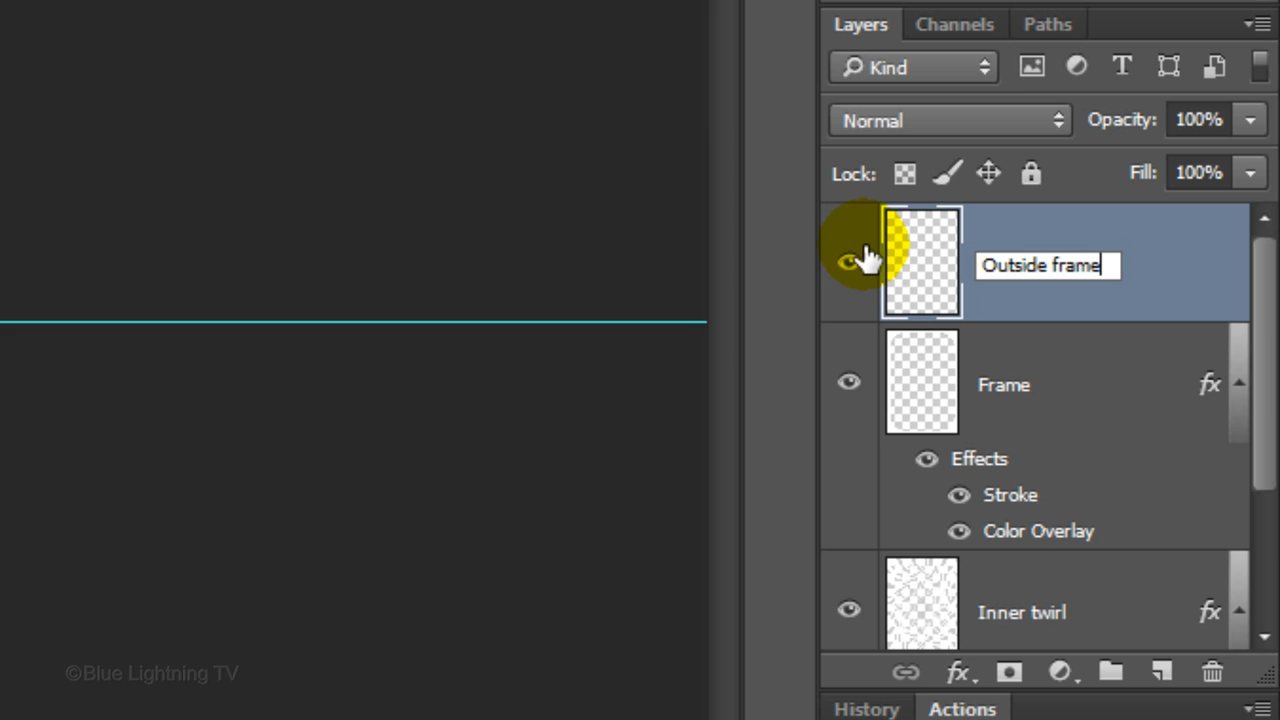 Layers Channels Paths
Kind
Normal Opacity: 100%
Lock: Fill: 100%
Outside frame
Frame fx
Effects
Stroke
Color Overlay
Inner twirl fx
fx
©Blue Lightning TV
History Actions